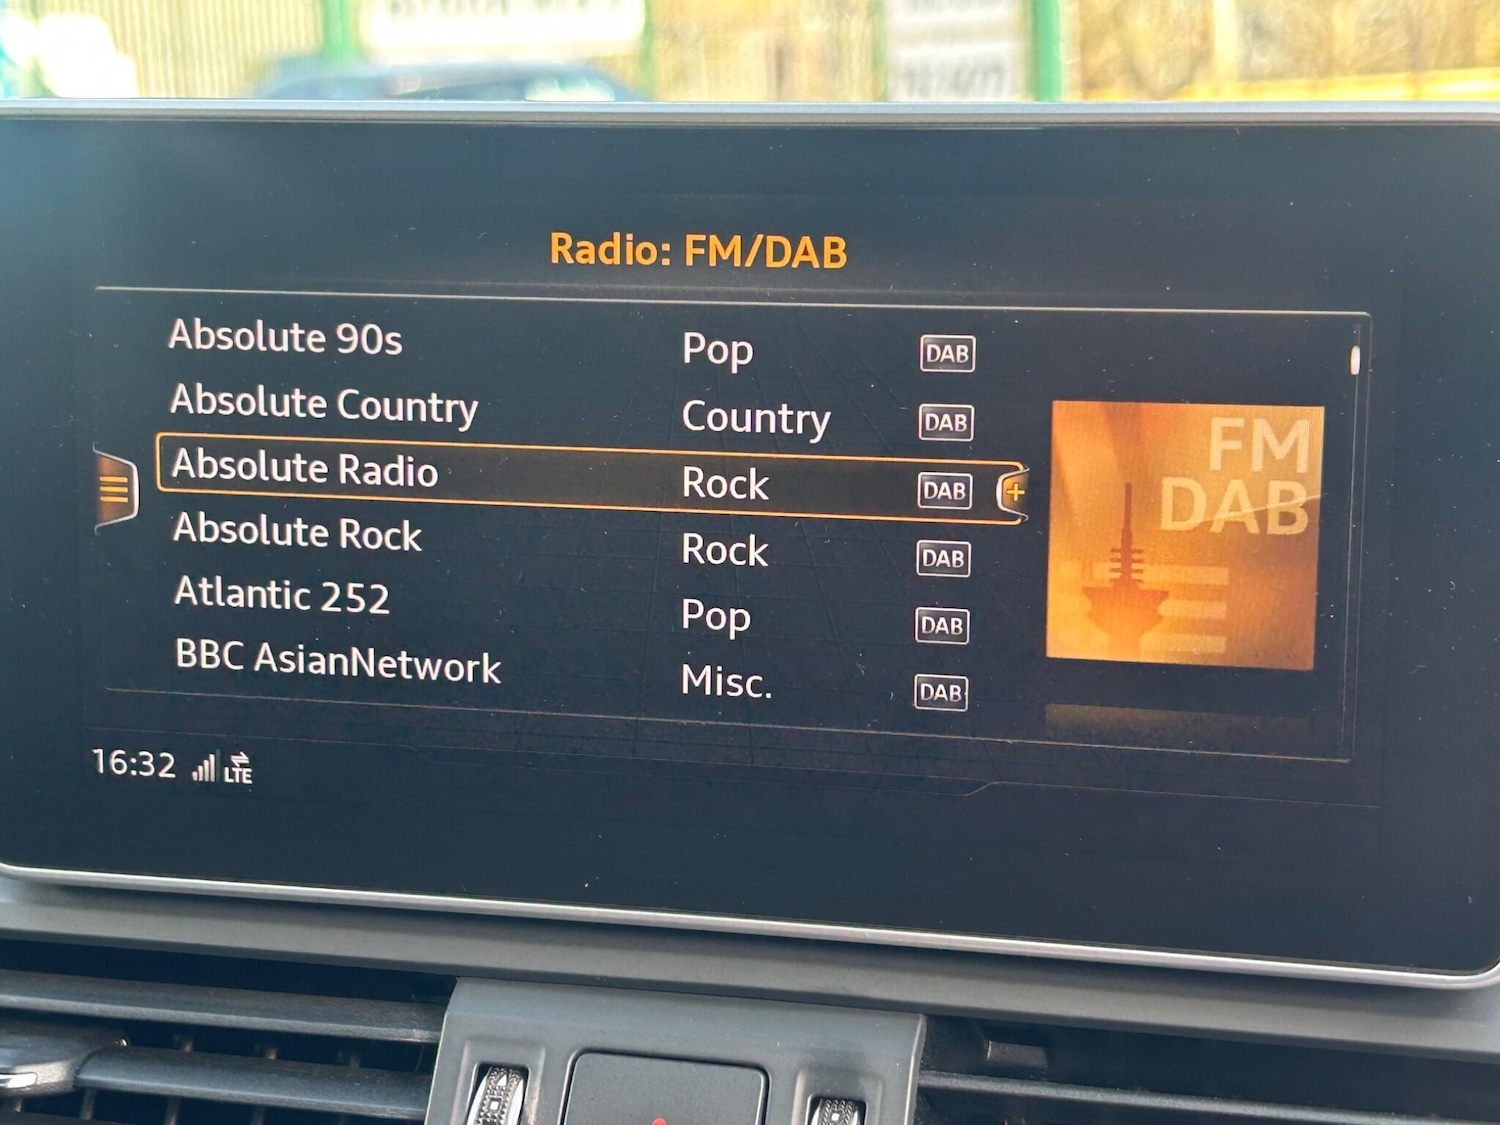 Radio: FM/DAB
Absolute 90s Pop DAB
Absolute Country Country DAB
Absolute Radio Rock DAB +
Absolute Rock Rock DAB
Atlantic 252 Pop DAB
BBC AsianNetwork Misc. DAB
FM
DAB
16:32 LTE